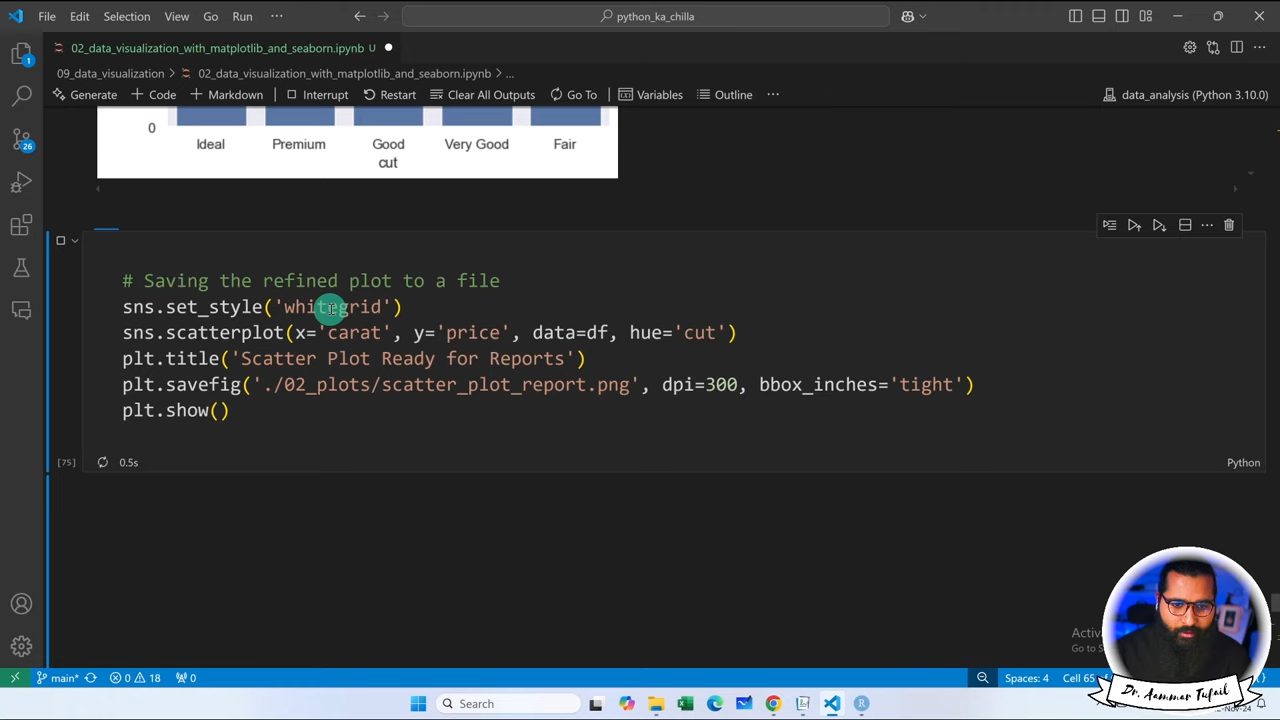 File Edit Selection View Go Run ··· python_ka_chilla
02_data_visualization_with_matplotlib_and_seaborn.ipynb U
09_data_visualization > 02_data_visualization_with_matplotlib_and_seaborn.ipynb > ...
Generate + Code + Markdown Interrupt Restart Clear All Outputs Go To Variables Outline ··· data_analysis (Python 3.10.0)
1
26
0
Ideal Premium Good Very Good Fair
cut
# Saving the refined plot to a file
sns.set_style('whitegrid')
sns.scatterplot(x='carat', y='price', data=df, hue='cut')
plt.title('Scatter Plot Ready for Reports')
plt.savefig('./02_plots/scatter_plot_report.png', dpi=300, bbox_inches='tight')
plt.show()
[75] 0.5s Python
main* 0 18 0 Spaces: 4 Cell 65
Search
Dr. Aammar Tufail